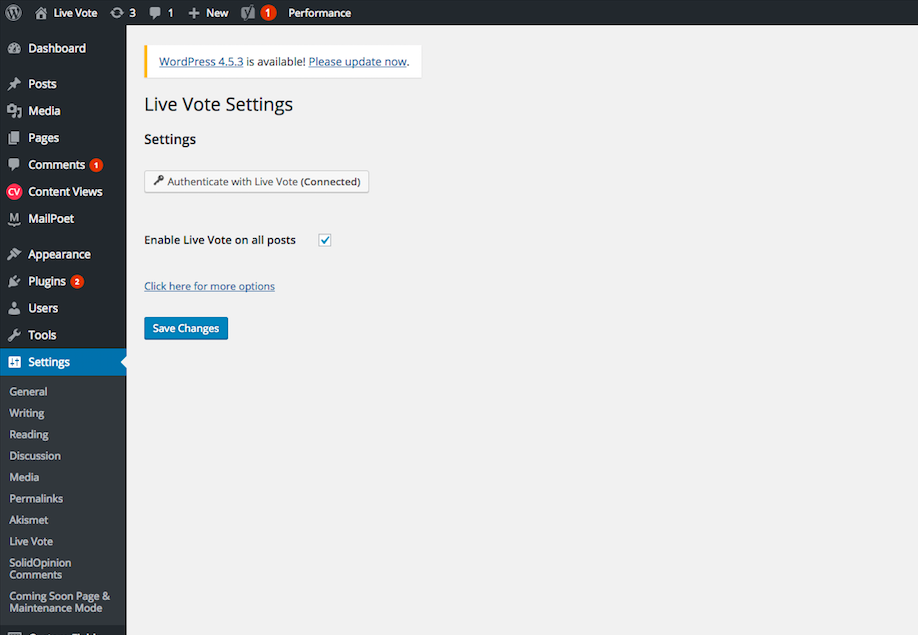 Live Vote 3 1 New 1 Performance
Dashboard
Posts
Media
Pages
Comments 1
CV Content Views
M MailPoet
Appearance
Plugins 2
Users
Tools
Settings
General
Writing
Reading
Discussion
Media
Permalinks
Akismet
Live Vote
SolidOpinion
Comments
Coming Soon Page &
Maintenance Mode
WordPress 4.5.3 is available! Please update now.
Live Vote Settings
Settings
Authenticate with Live Vote (Connected)
Enable Live Vote on all posts
Click here for more options
Save Changes